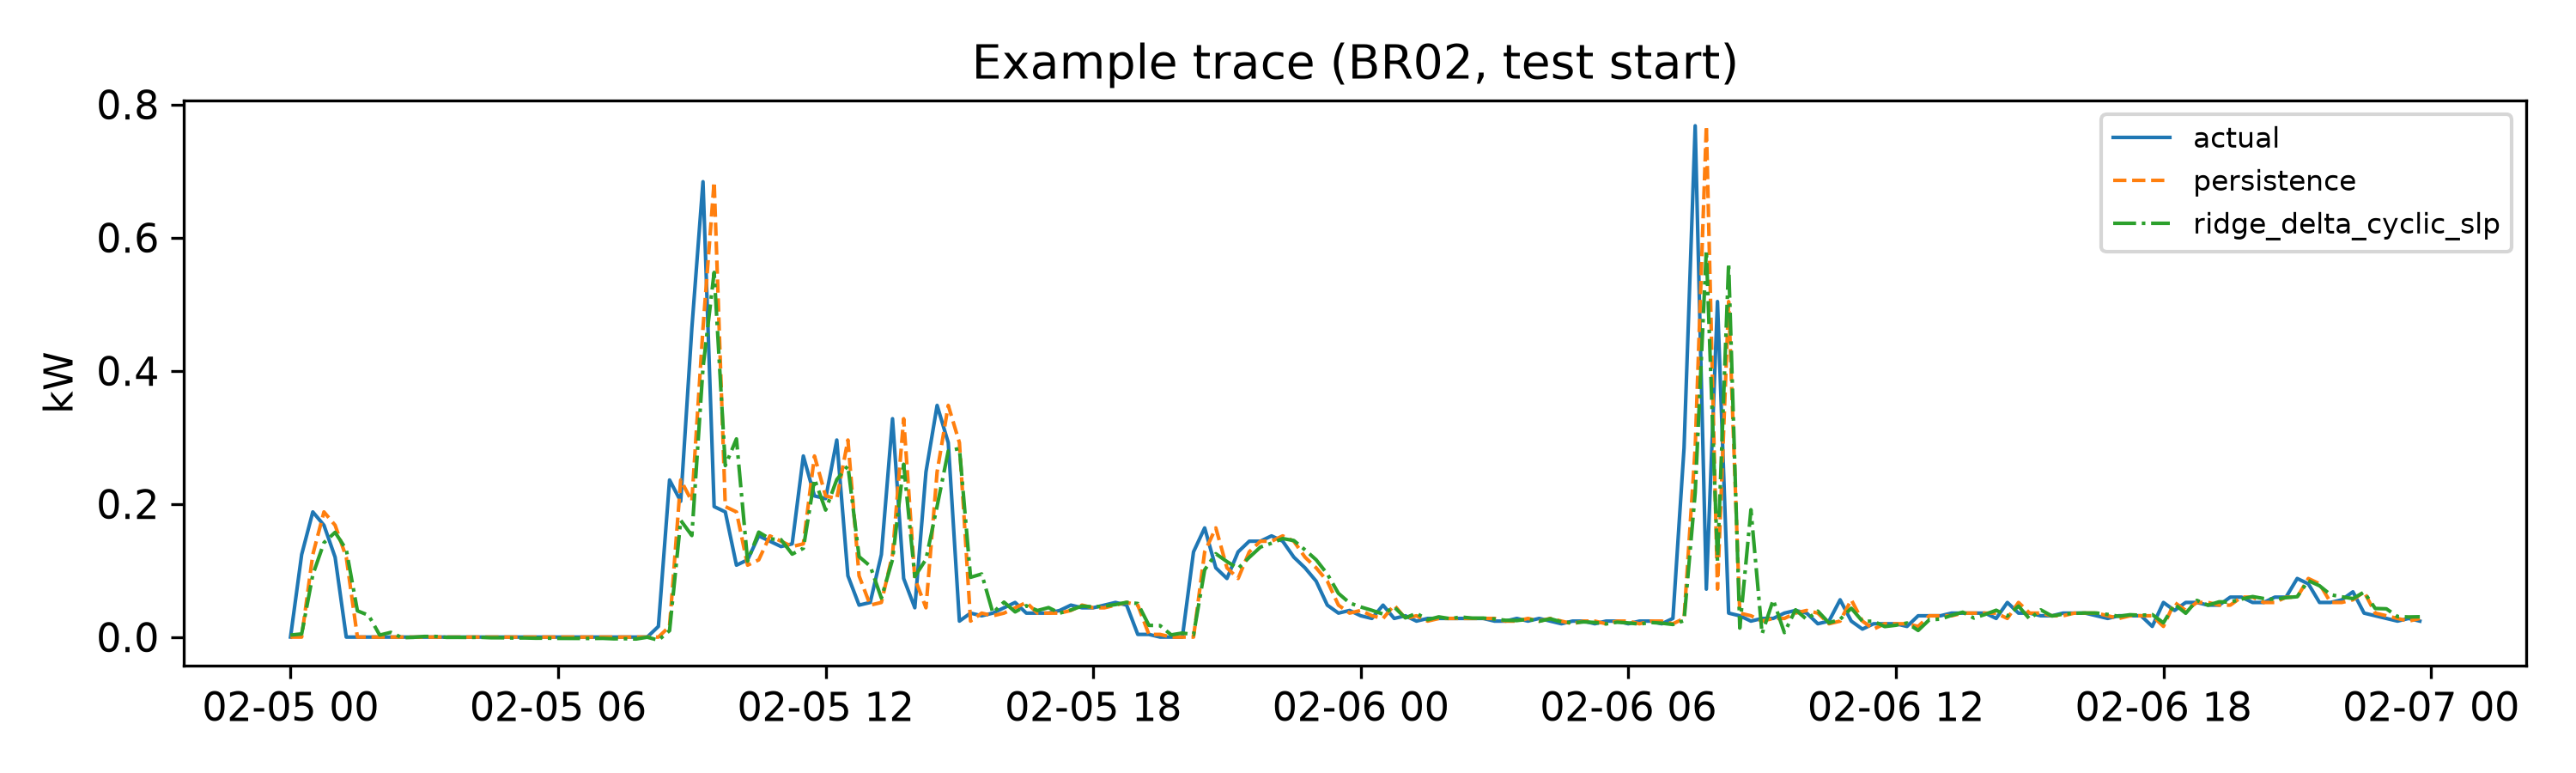 Example trace (BR02, test start)
0.8
0.6
0.4
0.2
0.0
kW
actual
persistence
ridge_delta_cyclic_slp
02-05 00 02-05 06 02-05 12 02-05 18 02-06 00 02-06 06 02-06 12 02-06 18 02-07 00